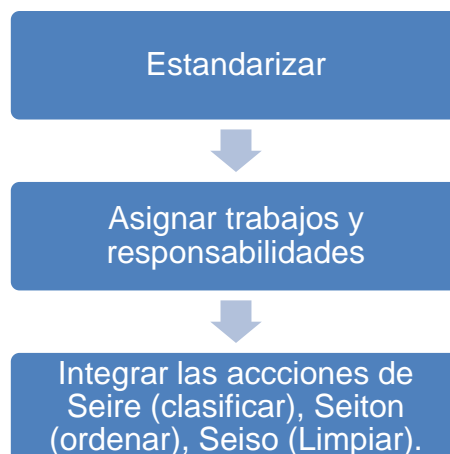 Estandarizar
Asignar trabajos y
responsabilidades
Integrar las accciones de
Seire (clasificar), Seiton
(ordenar), Seiso (Limpiar).